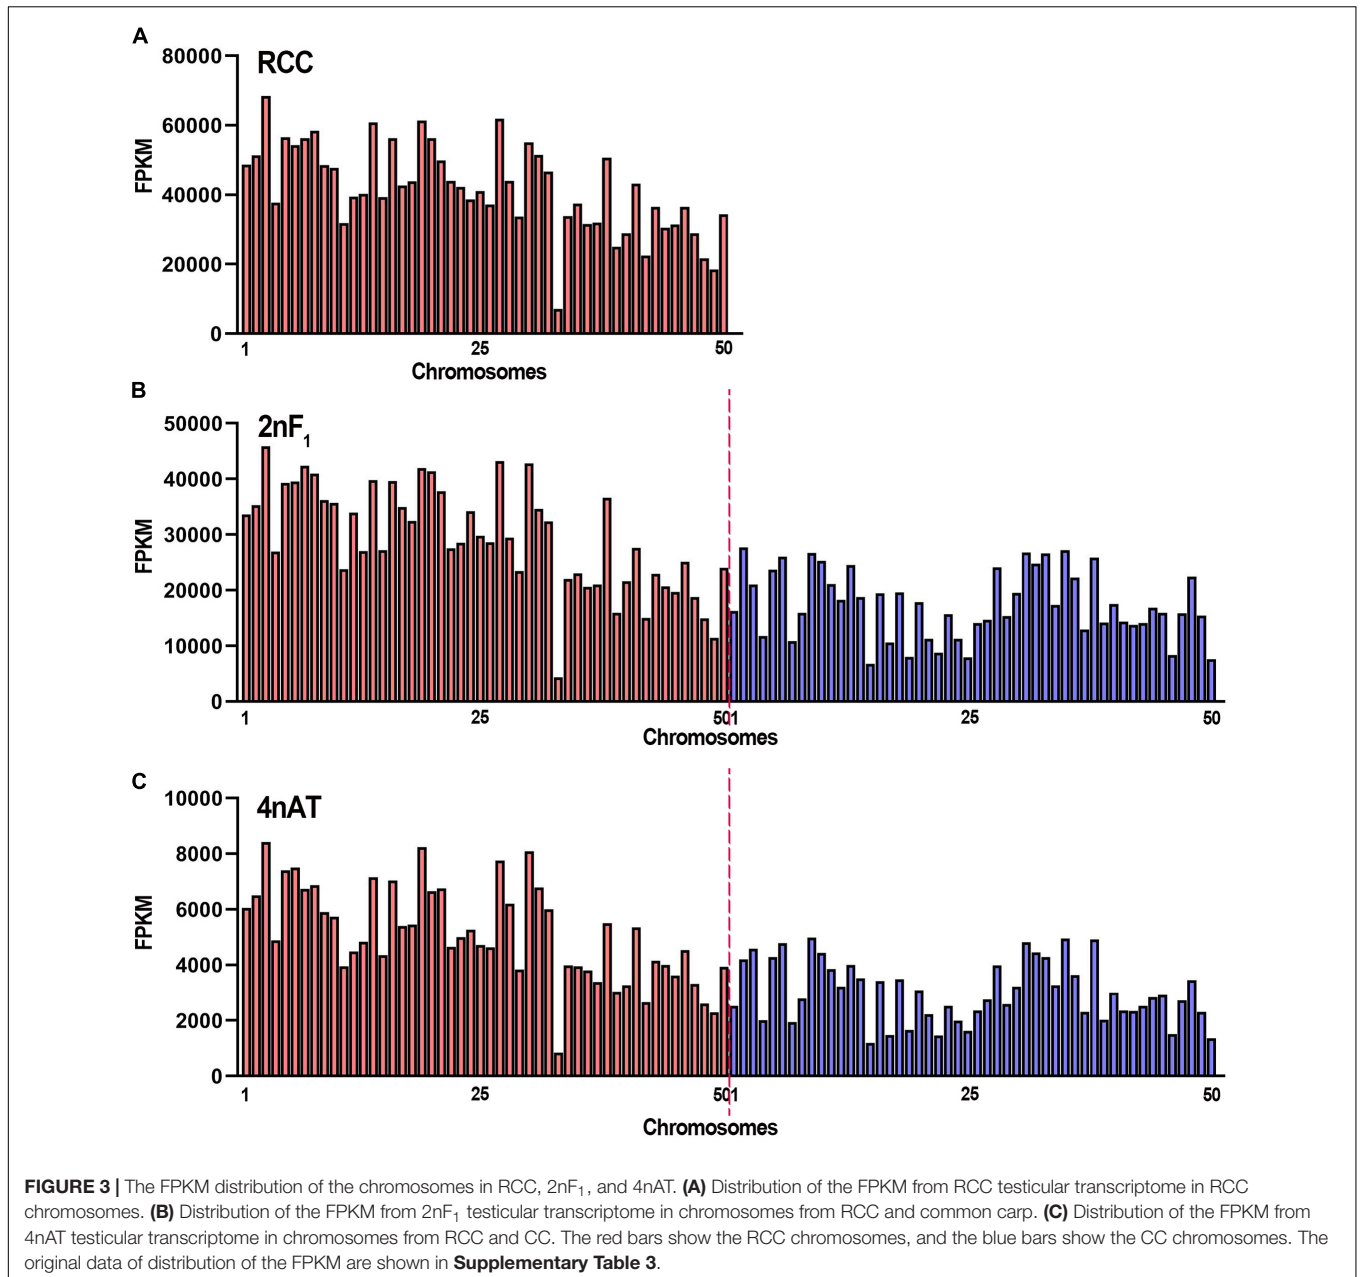 A
RCC
80000
60000
40000
20000
0
FPKM
1 25 50
Chromosomes
B
2nF₁
50000
40000
30000
20000
10000
0
FPKM
1 25 501 25 50
Chromosomes
C
4nAT
10000
8000
6000
4000
2000
0
FPKM
1 25 501 25 50
Chromosomes
FIGURE 3 | The FPKM distribution of the chromosomes in RCC, 2nF₁, and 4nAT. (A) Distribution of the FPKM from RCC testicular transcriptome in RCC
chromosomes. (B) Distribution of the FPKM from 2nF₁ testicular transcriptome in chromosomes from RCC and common carp. (C) Distribution of the FPKM from
4nAT testicular transcriptome in chromosomes from RCC and CC. The red bars show the RCC chromosomes, and the blue bars show the CC chromosomes. The
original data of distribution of the FPKM are shown in Supplementary Table 3.